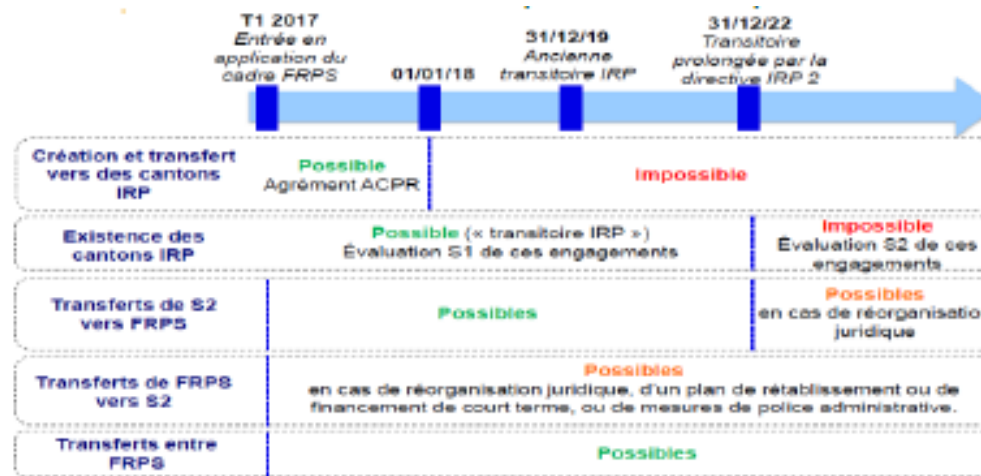 T1 2017
Entrée en
application du
cadre FRPS
01/01/18
31/12/19
Ancienne
transitoire IRP
31/12/22
Transitoire
prolongée par la
directive IRP 2
Création et transfert
vers des cantons
IRP
Possible
Agrément ACPR
Impossible
Existence des
cantons IRP
Possible (« transitoire IRP »)
Évaluation S1 de ces engagements
Impossible
Évaluation S2 de ces
engagements
Transferts de S2
vers FRPS
Possibles
Possibles
en cas de réorganisatio
juridique
Transferts de FRPS
vers S2
Possibles
en cas de réorganisation juridique, d'un plan de rétablissement ou de
financement de court terme, ou de mesures de police administrative.
Transferts entre
FRPS
Possibles